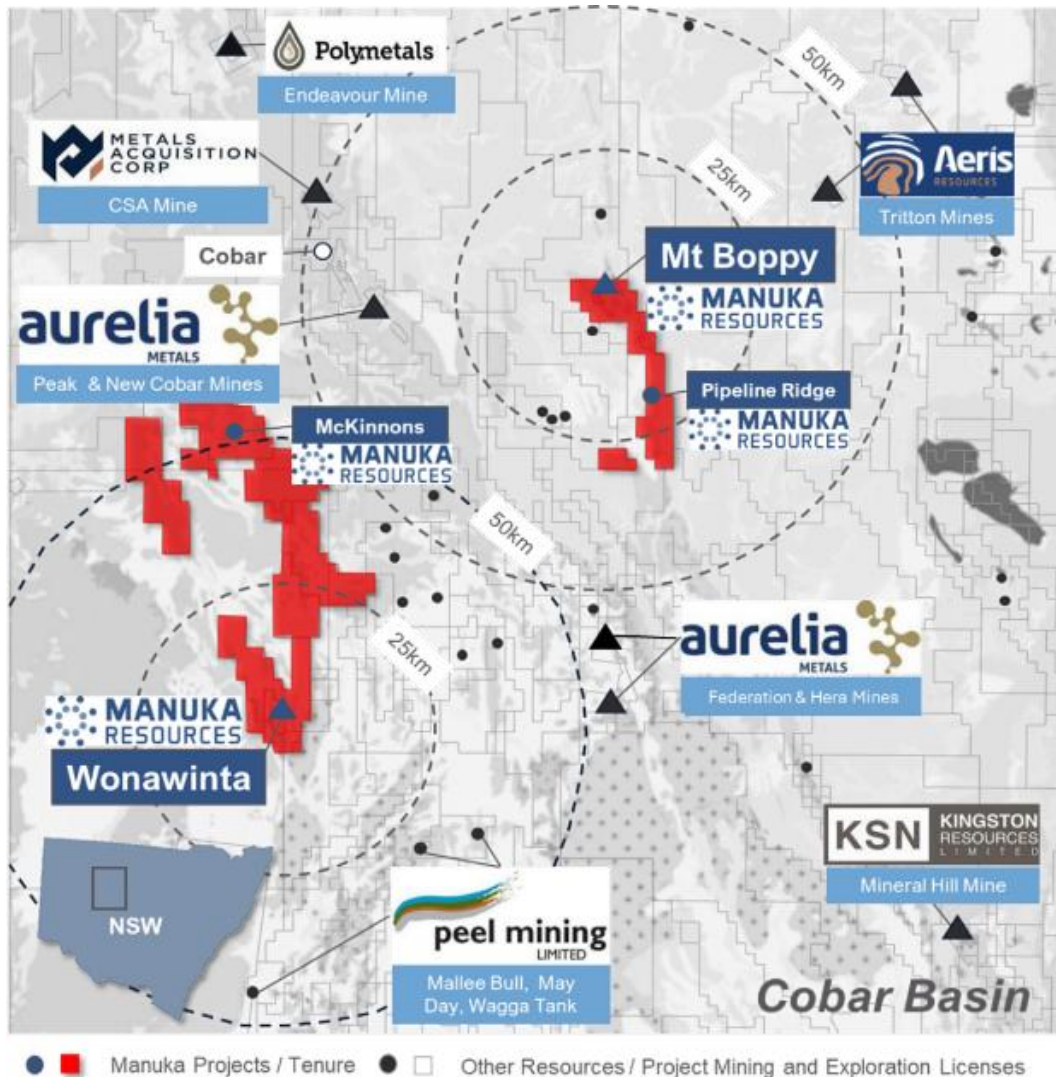 Polymetals
Endeavour Mine
50km
METALS
ACQUISITION
CORP
CSA Mine
25km
Aeris
RESOURCES
Tritton Mines
Cobar
Mt Boppy
MANUKA
RESOURCES
aurelia
METALS
Peak & New Cobar Mines
Pipeline Ridge
MANUKA
RESOURCES
McKinnons
MANUKA
RESOURCES
50km
25km
aurelia
METALS
Federation & Hera Mines
MANUKA
RESOURCES
Wonawinta
KSN
KINGSTON
RESOURCES
LIMITED
Mineral Hill Mine
NSW
peel mining
LIMITED
Mallee Bull, May
Day, Wagga Tank
Cobar Basin
Manuka Projects / Tenure
Other Resources / Project Mining and Exploration Licenses